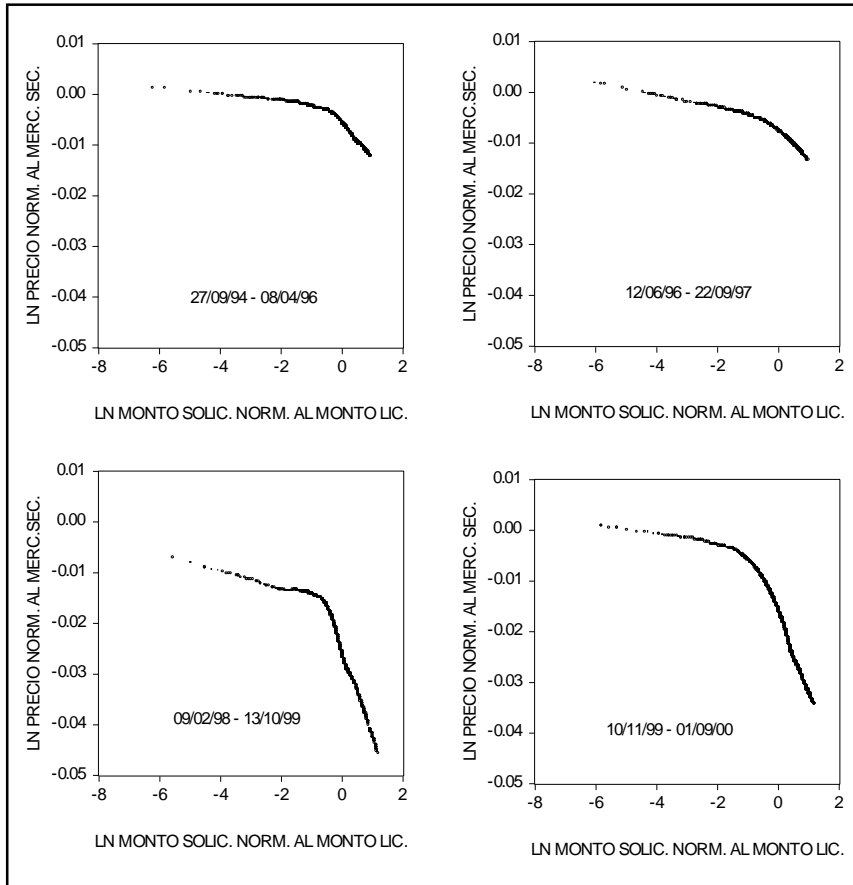 LN PRECIO NORM. AL MERC. SEC.
0.01
0.00
-0.01
-0.02
-0.03
-0.04
-0.05
27/09/94 - 08/04/96
-8 -6 -4 -2 0 2
LN MONTO SOLIC. NORM. AL MONTO LIC.
LN PRECIO NORM. AL MERC.SEC.
0.01
0.00
-0.01
-0.02
-0.03
-0.04
-0.05
12/06/96 - 22/09/97
-8 -6 -4 -2 0 2
LN MONTO SOLIC. NORM. AL MONTO LIC.
LN PRECIO NORM. AL MERC.SEC.
0.01
0.00
-0.01
-0.02
-0.03
-0.04
-0.05
09/02/98 - 13/10/99
-8 -6 -4 -2 0 2
LN MONTO SOLIC. NORM. AL MONTO LIC.
LN PRECIO NORM. AL MERC. SEC.
0.01
0.00
-0.01
-0.02
-0.03
-0.04
-0.05
10/11/99 - 01/09/00
-8 -6 -4 -2 0 2
LN MONTO SOLIC. NORM. AL MONTO LIC.